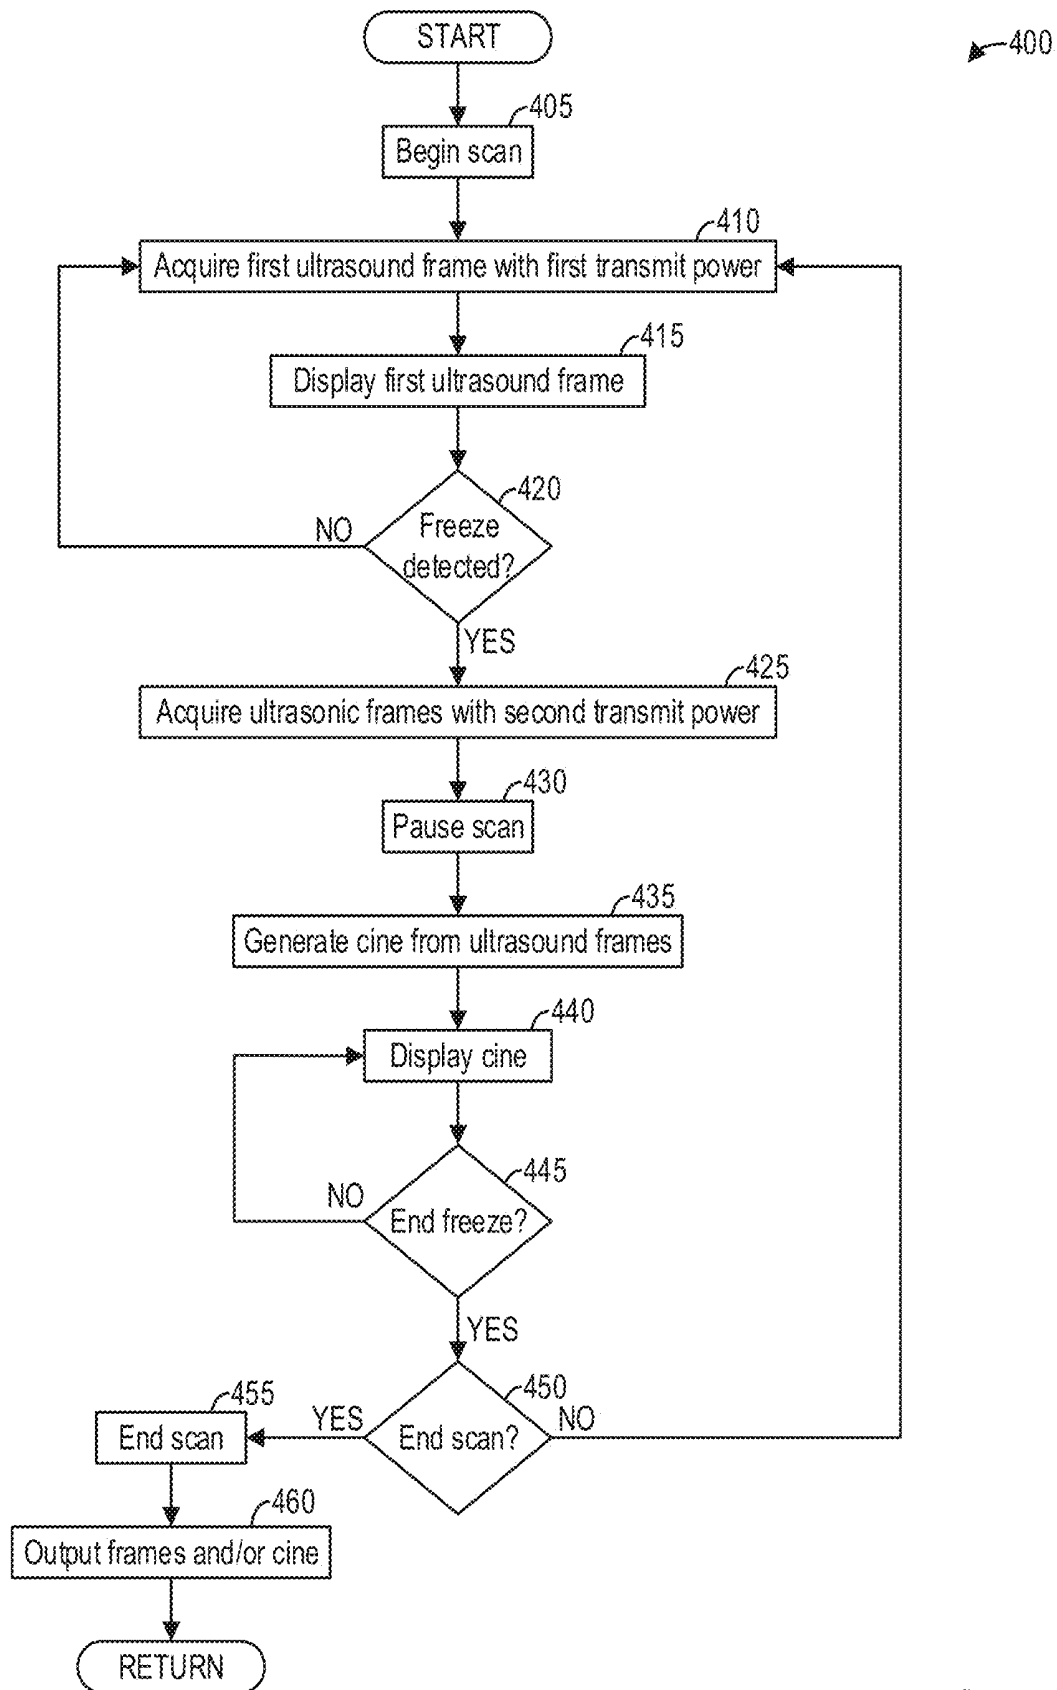 START
400
405
Begin scan
410
Acquire first ultrasound frame with first transmit power
415
Display first ultrasound frame
420
Freeze
detected?
NO
YES
425
Acquire ultrasonic frames with second transmit power
430
Pause scan
435
Generate cine from ultrasound frames
440
Display cine
445
NO
End freeze?
YES
450
455
YES
NO
End scan
End scan?
460
Output frames and/or cine
RETURN